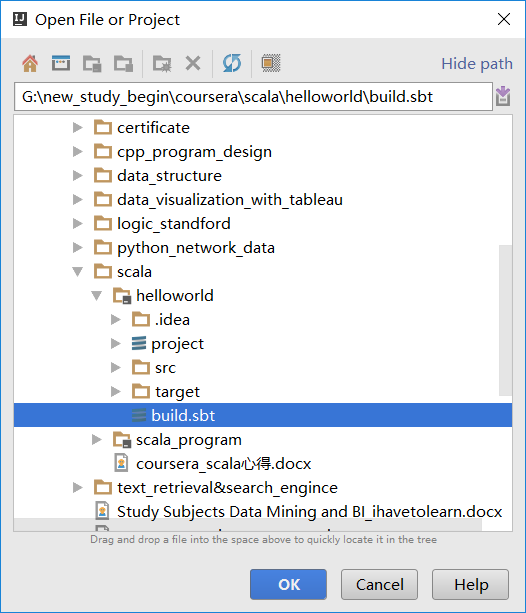 Open File or Project
Hide path
G:\new_study_begin\coursera\scala\helloworld\build.sbt
certificate
cpp_program_design
data_structure
data_visualization_with_tableau
logic_standford
python_network_data
scala
helloworld
.idea
project
src
target
build.sbt
scala_program
coursera_scala心得.docx
text_retrieval&search_engince
Study Subjects Data Mining and BI_ihavetolearn.docx
Drag and drop a file into the space above to quickly locate it in the tree
OK
Cancel
Help